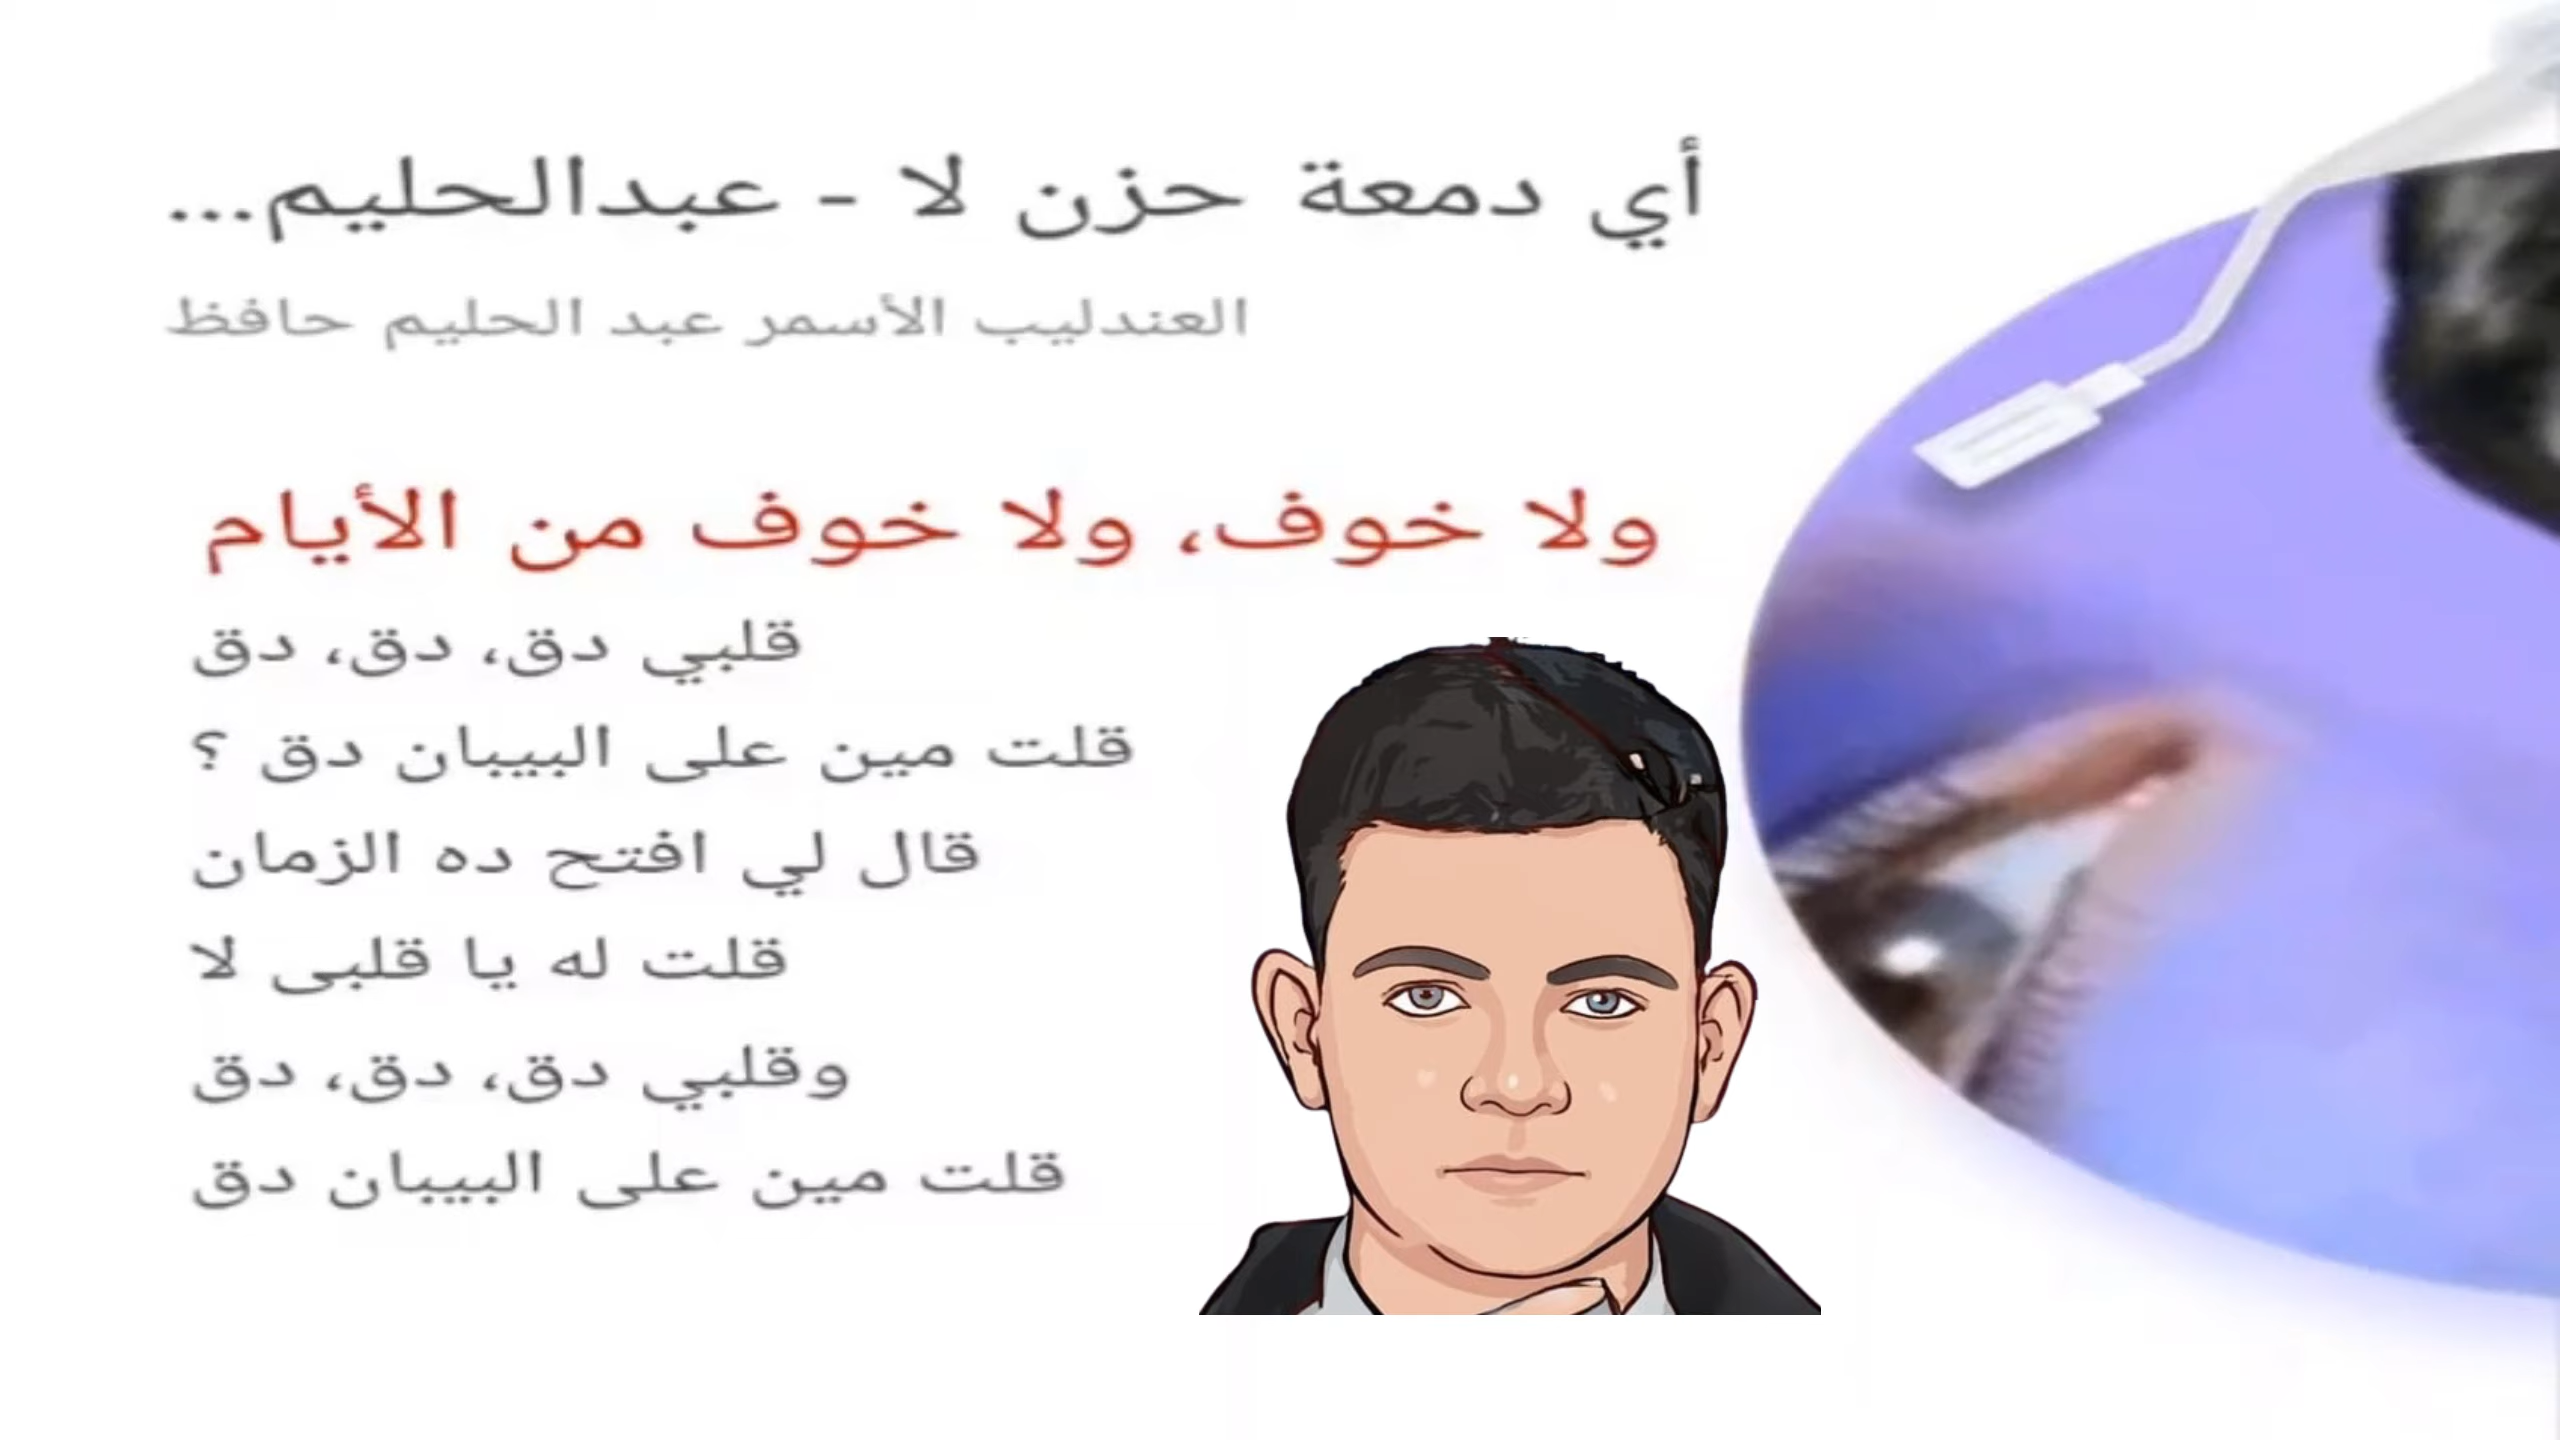 أي دمعة حزن لا - عبدالحليم...
العندليب الأسمر عبد الحليم حافظ
ولا خوف، ولا خوف من الأيام
قلبي دق، دق، دق
قلت مين على البيبان دق ؟
قال لي افتح ده الزمان
قلت له يا قلبى لا
وقلبي دق، دق، دق
قلت مين على البيبان دق